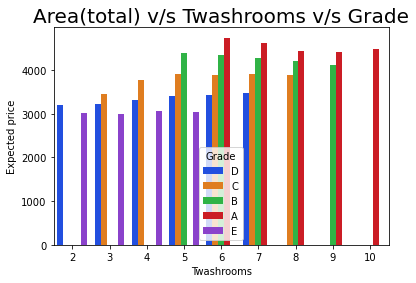 Area(total) v/s Twashrooms v/s Grade
Expected price
4000
3000
2000
1000
0
Grade
D
C
B
A
E
2 3 4 5 6 7 8 9 10
Twashrooms